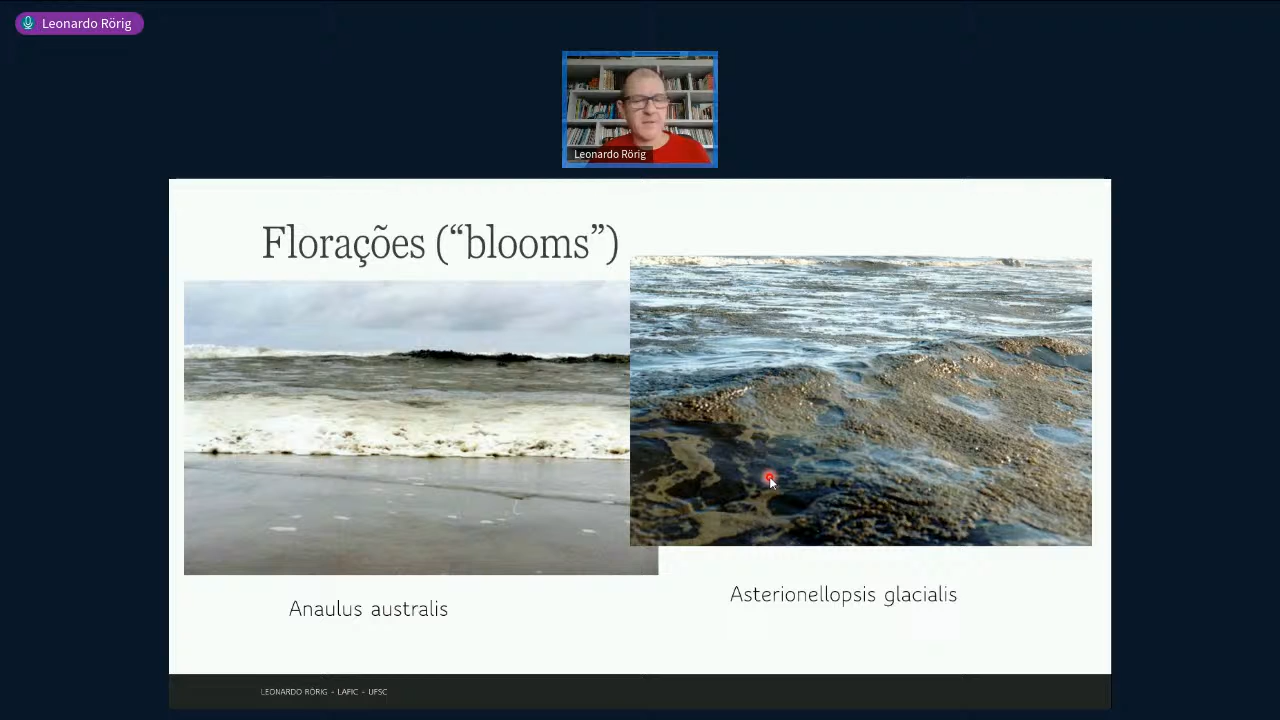 Leonardo Rörig
Leonardo Rörig
Florações (“blooms”)
Anaulus australis
Asterionellopsis glacialis
LEONARDO RÖRIG - LAFIC - UFSC